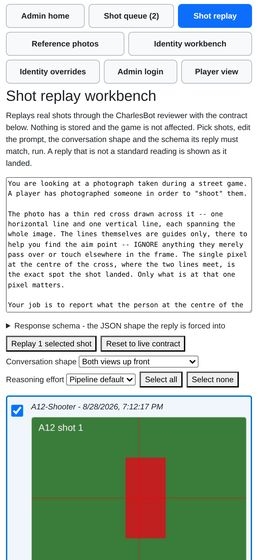 Admin home
Shot queue (2)
Shot replay
Reference photos
Identity workbench
Identity overrides
Admin login
Player view
Shot replay workbench
Replays real shots through the CharlesBot reviewer with the contract
below. Nothing is stored and the game is not affected. Pick shots, edit
the prompt, the conversation shape and the schema its reply must
match, run. A reply that is not a standard reading is shown as it
landed.
You are looking at a photograph taken during a street game.
A player has photographed someone in order to "shoot" them.
The photo has a thin red cross drawn across it -- one
horizontal line and one vertical line, each spanning the
whole image. The lines themselves are guides only, there to
help you find the aim point -- IGNORE anything they merely
pass over or touch elsewhere in the frame. The single pixel
at the centre of the cross, where the two lines meet, is
the exact spot the shot landed. Only what is at that one
pixel matters.
Your job is to report what the person at the centre of the
Response schema - the JSON shape the reply is forced into
Replay 1 selected shot
Reset to live contract
Conversation shape
Both views up front
Reasoning effort
Pipeline default
Select all
Select none
A12-Shooter - 8/28/2026, 7:12:17 PM
A12 shot 1